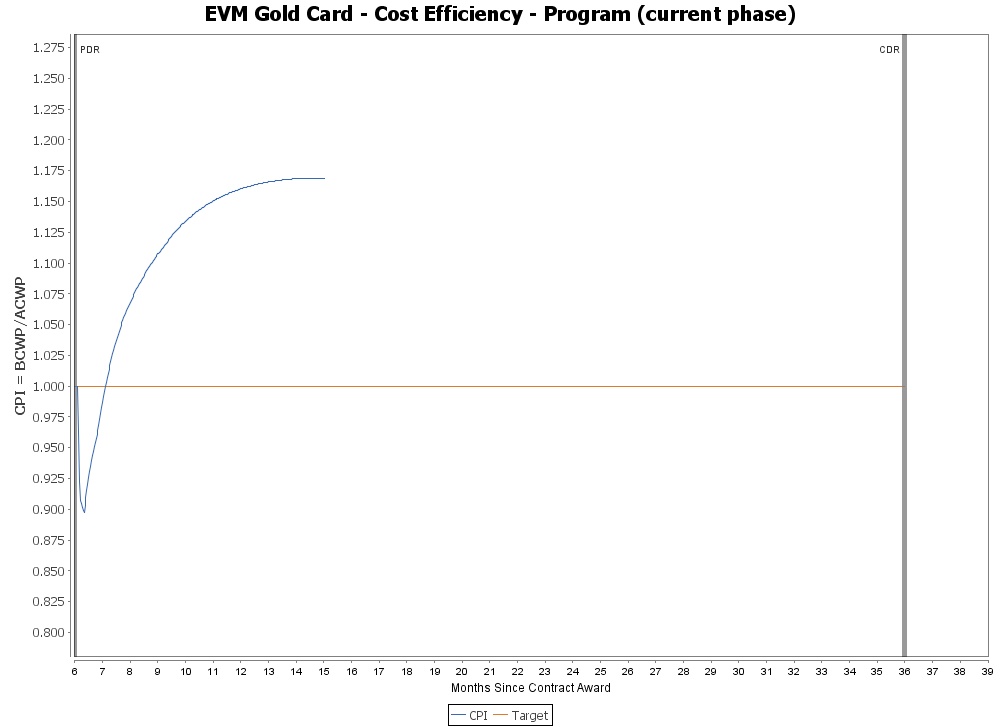 EVM Gold Card - Cost Efficiency - Program (current phase)
PDR
CDR
1.275
1.250
1.225
1.200
1.175
1.150
1.125
1.100
1.075
1.050
1.025
1.000
0.975
0.950
0.925
0.900
0.875
0.850
0.825
0.800
CPI = BCWP/ACWP
6 7 8 9 10 11 12 13 14 15 16 17 18 19 20 21 22 23 24 25 26 27 28 29 30 31 32 33 34 35 36 37 38 39
Months Since Contract Award
CPI Target